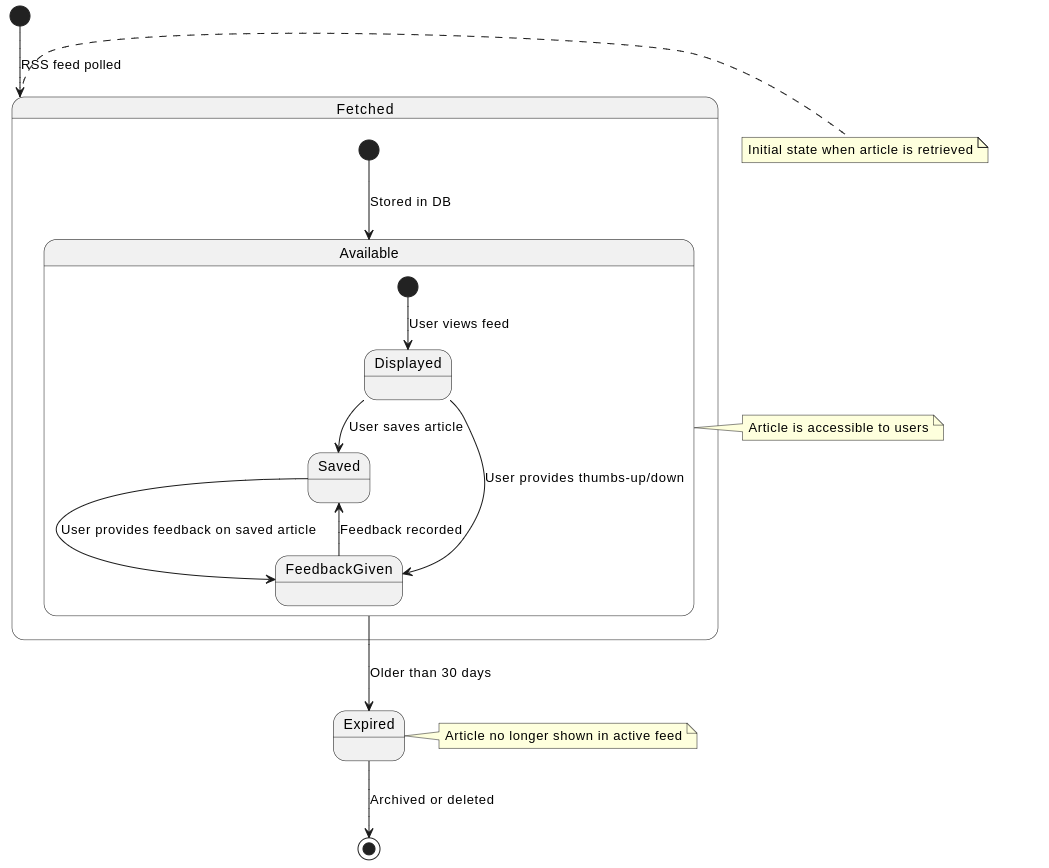 RSS feed polled
Fetched
Initial state when article is retrieved
Stored in DB
Available
User views feed
Displayed
User saves article
Article is accessible to users
Saved
User provides thumbs-up/down
User provides feedback on saved article
Feedback recorded
FeedbackGiven
Older than 30 days
Expired
Article no longer shown in active feed
Archived or deleted